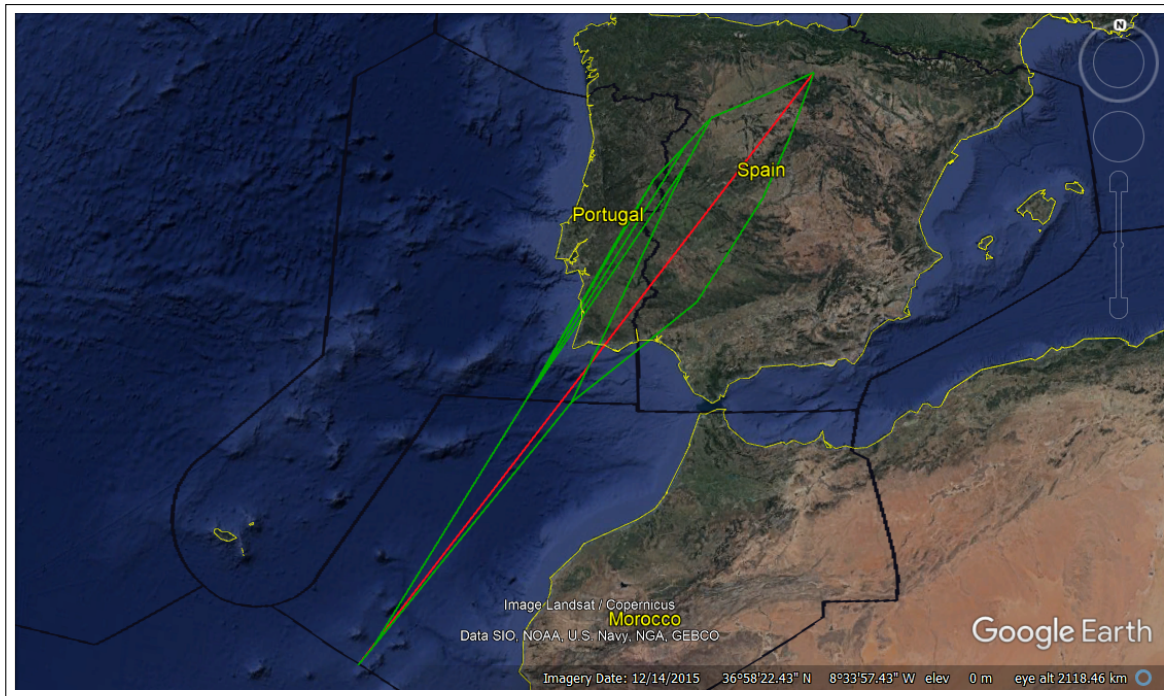 N
Spain
Portugal
Image Landsat / Copernicus
Morocco
Data SIO, NOAA, U.S. Navy, NGA, GEBCO
Google Earth
Imagery Date: 12/14/2015 36°58'22.43" N 8°33'57.43" W elev 0 m eye alt 2118.46 km